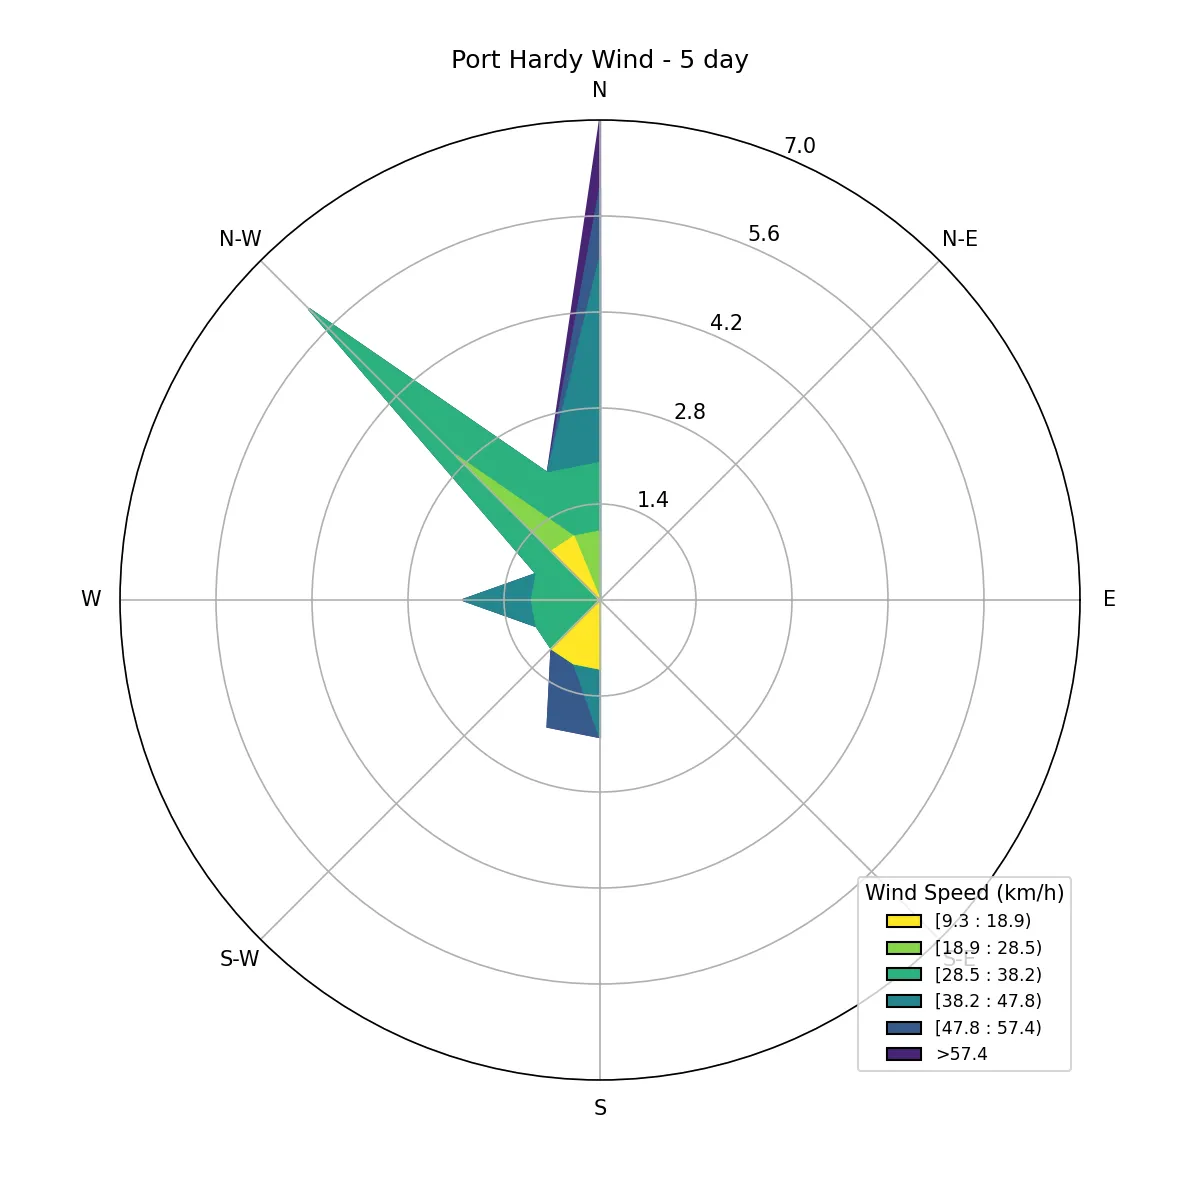 Port Hardy Wind - 5 day
N
7.0
N-W
N-E
5.6
4.2
2.8
1.4
W
E
S-W
S-E
S
Wind Speed (km/h)
[9.3 : 18.9)
[18.9 : 28.5)
[28.5 : 38.2)
[38.2 : 47.8)
[47.8 : 57.4)
>57.4